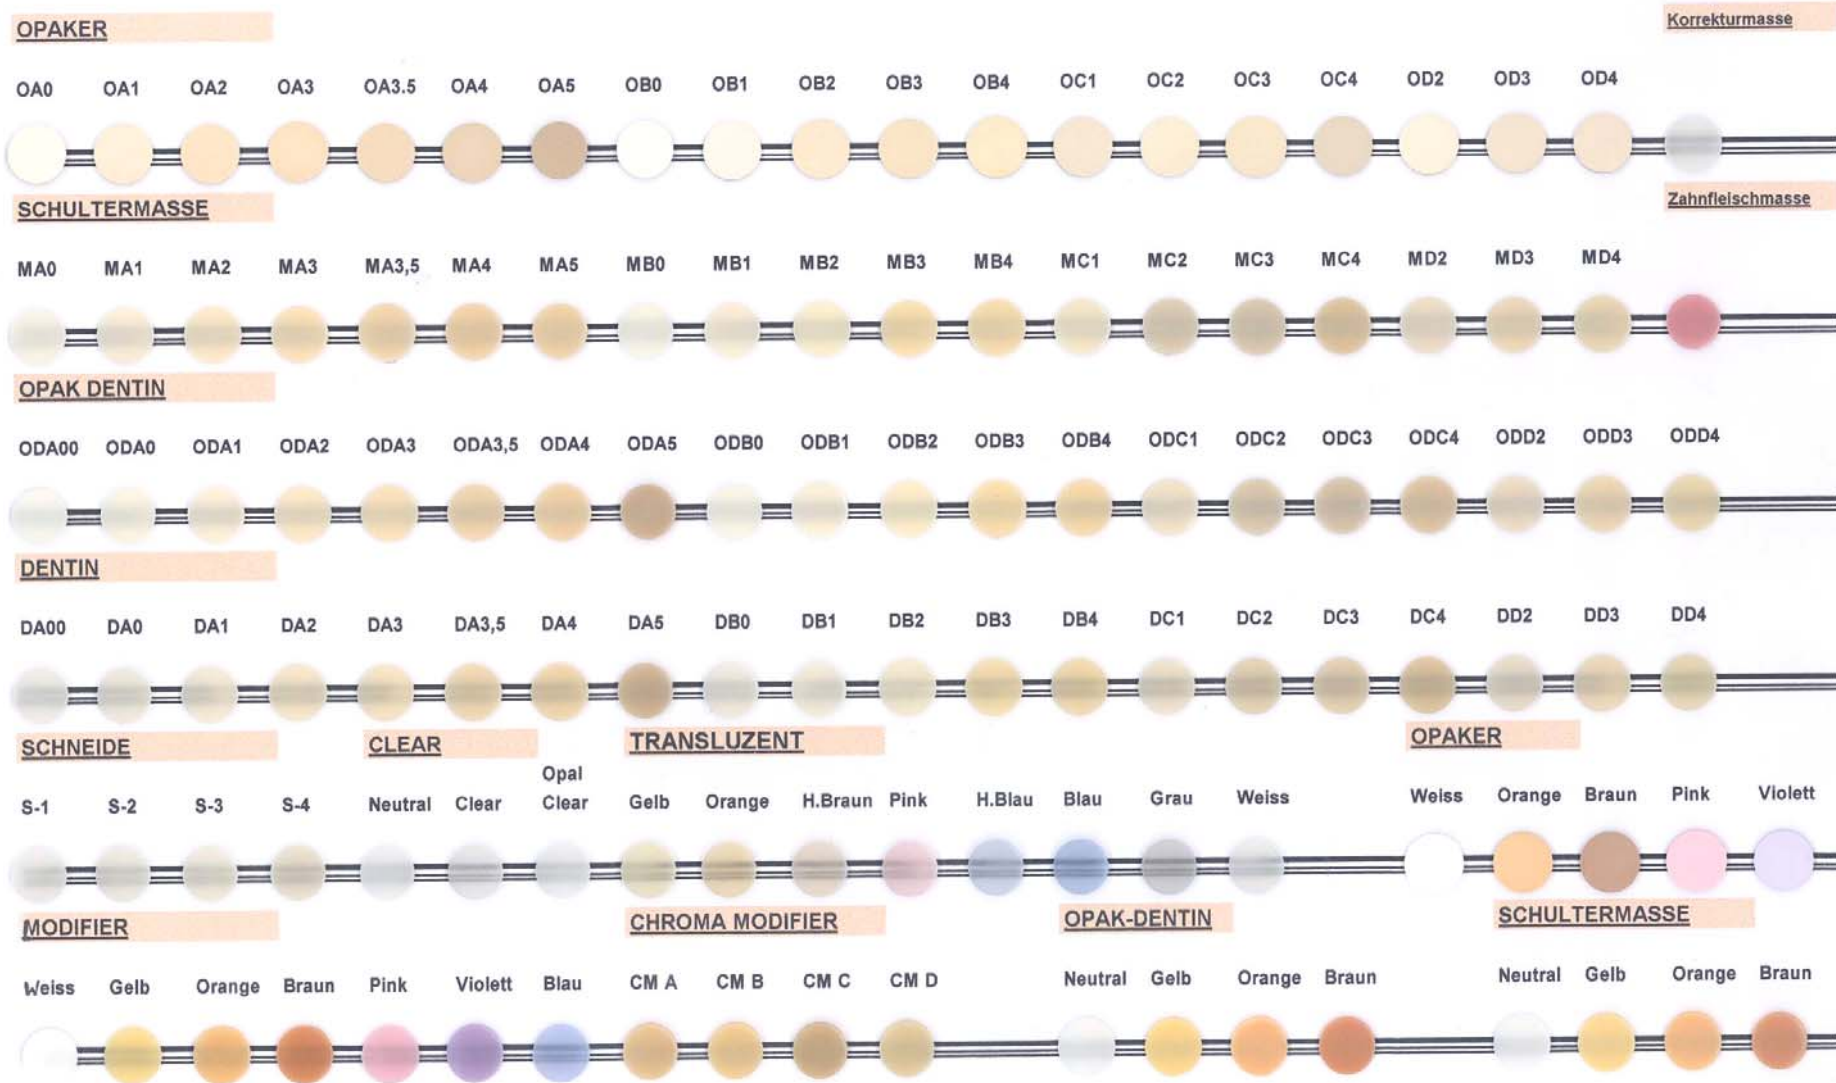 OPAKER Korrekturmasse
OA0 OA1 OA2 OA3 OA3.5 OA4 OA5 OB0 OB1 OB2 OB3 OB4 OC1 OC2 OC3 OC4 OD2 OD3 OD4
SCHULTERMASSE Zahnfleischmasse
MA0 MA1 MA2 MA3 MA3,5 MA4 MA5 MB0 MB1 MB2 MB3 MB4 MC1 MC2 MC3 MC4 MD2 MD3 MD4
OPAK DENTIN
ODA00 ODA0 ODA1 ODA2 ODA3 ODA3,5 ODA4 ODA5 ODB0 ODB1 ODB2 ODB3 ODB4 ODC1 ODC2 ODC3 ODC4 ODD2 ODD3 ODD4
DENTIN
DA00 DA0 DA1 DA2 DA3 DA3,5 DA4 DA5 DB0 DB1 DB2 DB3 DB4 DC1 DC2 DC3 DC4 DD2 DD3 DD4
SCHNEIDE CLEAR TRANSLUZENT OPAKER
S-1 S-2 S-3 S-4 Neutral Clear Opal Clear Gelb Orange H.Braun Pink H.Blau Blau Grau Weiss Weiss Orange Braun Pink Violett
MODIFIER CHROMA MODIFIER OPAK-DENTIN SCHULTERMASSE
Weiss Gelb Orange Braun Pink Violett Blau CM A CM B CM C CM D Neutral Gelb Orange Braun Neutral Gelb Orange Braun